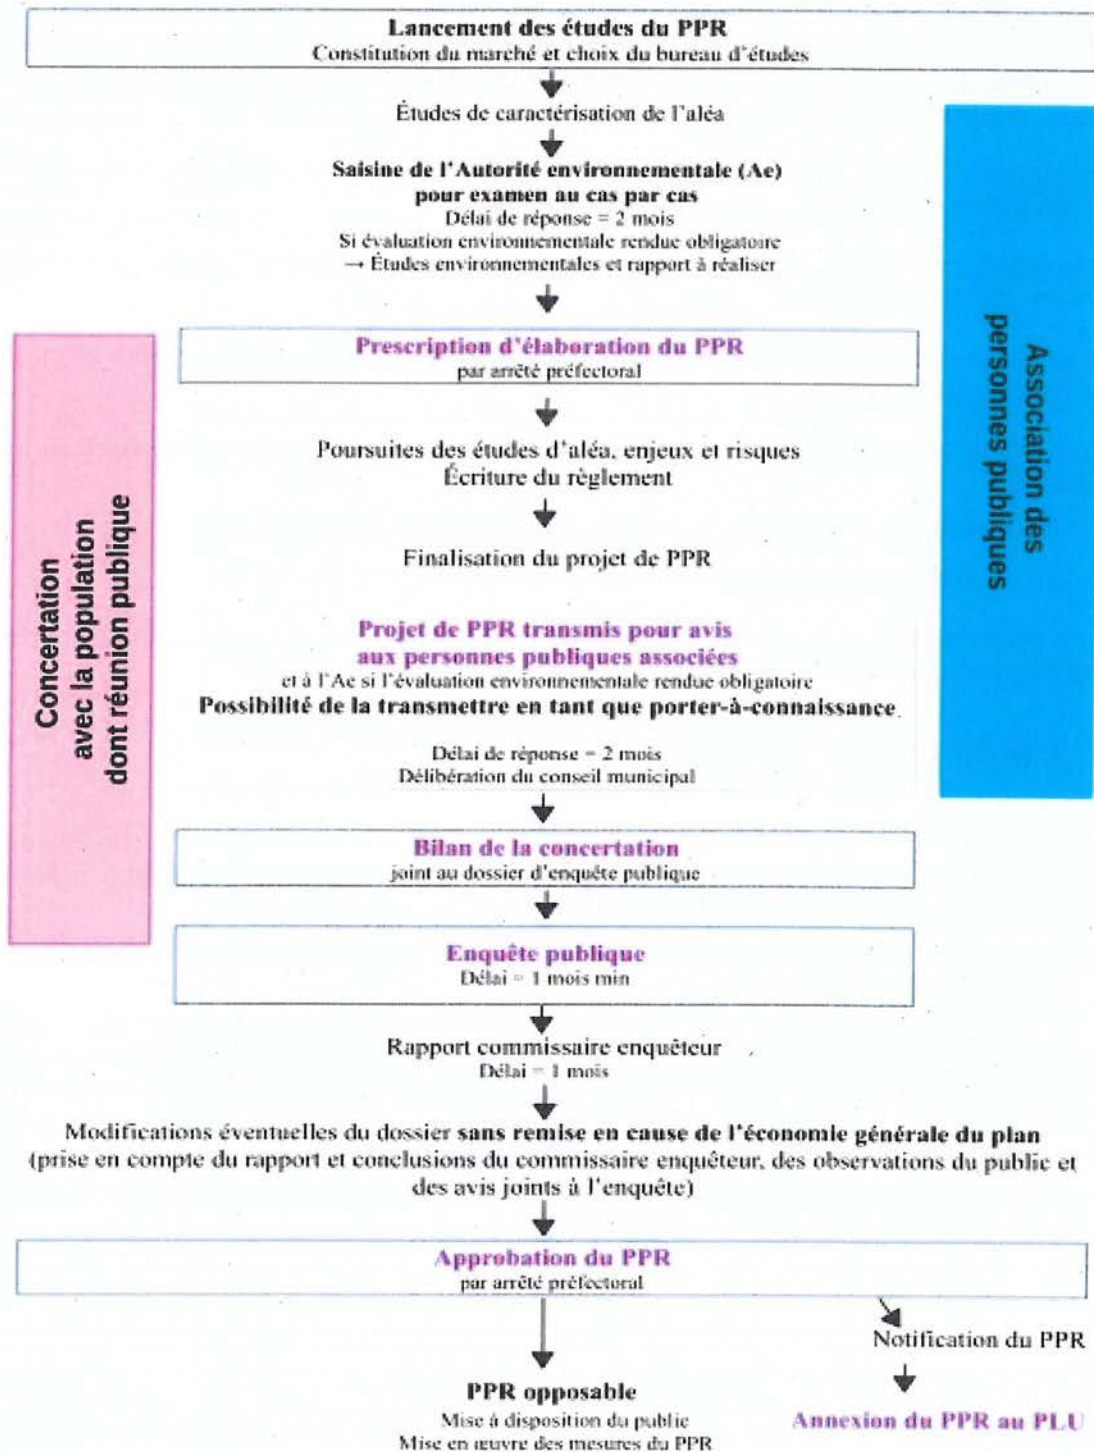 Lancement des études du PPR
Constitution du marché et choix du bureau d'études
Études de caractérisation de l'aléa
Saisine de l'Autorité environnementale (Ae)
pour examen au cas par cas
Délai de réponse = 2 mois
Si évaluation environnementale rendue obligatoire
→ Études environnementales et rapport à réaliser
Association des
personnes publiques
Concertation
avec la population
dont réunion publique
Prescription d'élaboration du PPR
par arrêté préfectoral
Poursuites des études d'aléa, enjeux et risques
Écriture du règlement
Finalisation du projet de PPR
Projet de PPR transmis pour avis
aux personnes publiques associées
et à l'Ae si l'évaluation environnementale rendue obligatoire
Possibilité de la transmettre en tant que porter-à-connaissance
Délai de réponse = 2 mois
Délibération du conseil municipal
Bilan de la concertation
joint au dossier d'enquête publique
Enquête publique
Délai = 1 mois min
Rapport commissaire enquêteur
Délai = 1 mois
Modifications éventuelles du dossier sans remise en cause de l'économie générale du plan
(prise en compte du rapport et conclusions du commissaire enquêteur, des observations du public et
des avis joints à l'enquête)
Approbation du PPR
par arrêté préfectoral
Notification du PPR
PPR opposable
Mise à disposition du public
Mise en œuvre des mesures du PPR
Annexion du PPR au PLU